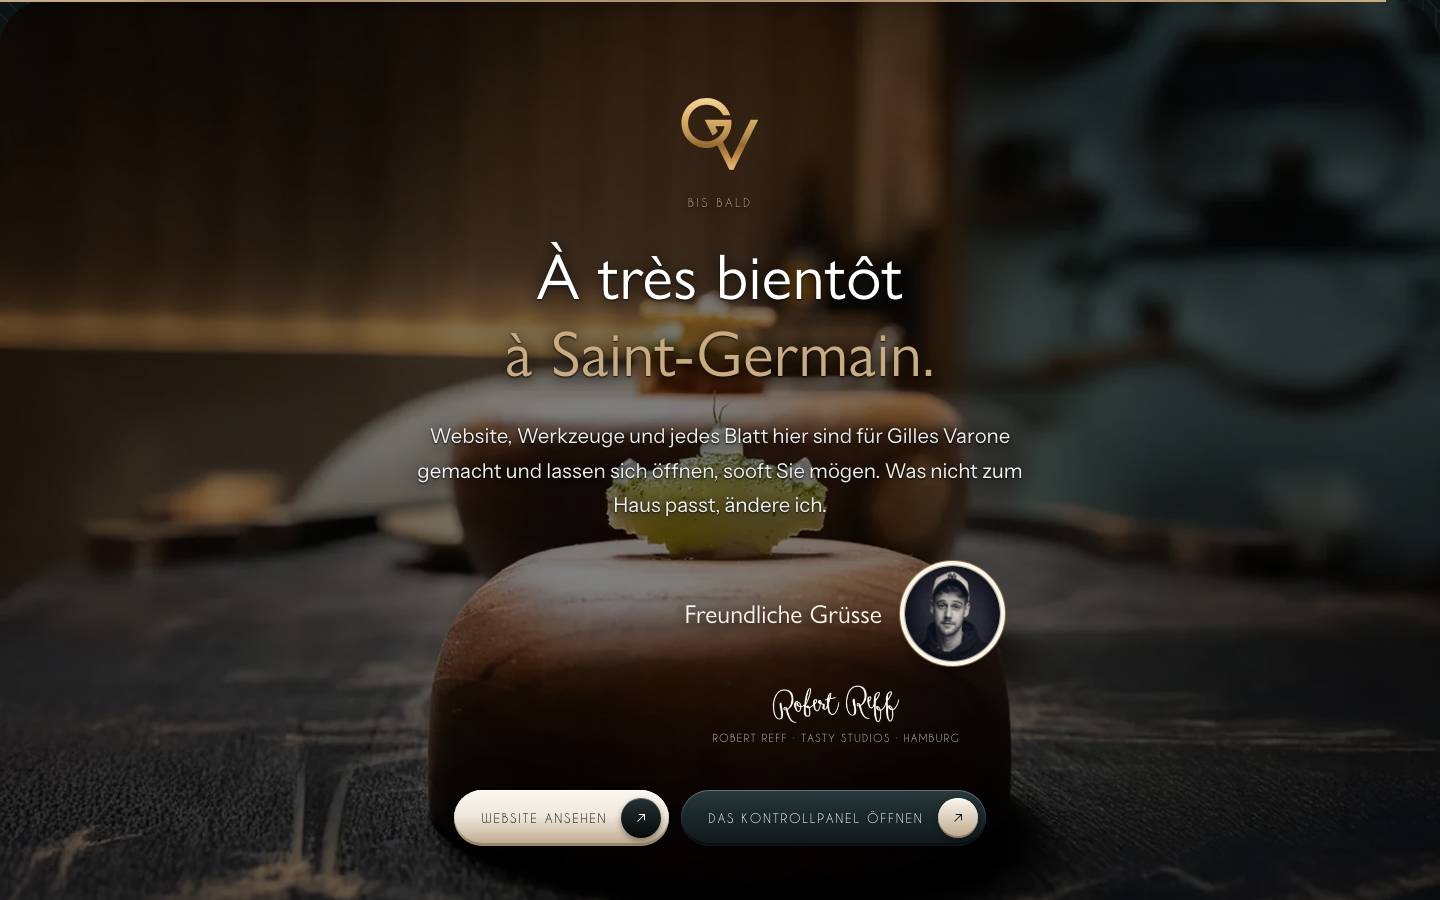 GV
BIS BALD
À très bientôt
à Saint-Germain.
Website, Werkzeuge und jedes Blatt hier sind für Gilles Varone
gemacht und lassen sich öffnen, sooft Sie mögen. Was nicht zum
Haus passt, ändere ich.
Freundliche Grüsse
Robert Reff
ROBERT REFF · TASTY STUDIOS · HAMBURG
WEBSITE ANSEHEN
DAS KONTROLLPANEL ÖFFNEN